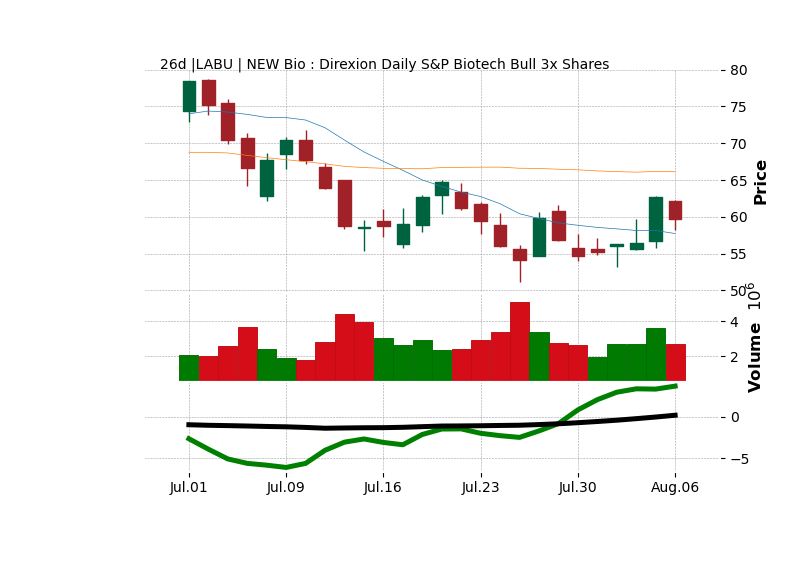 26d |LABU | NEW Bio : Direxion Daily S&P Biotech Bull 3x Shares
80
75
70
65
60
55
50
Price
4
2
Volume 10^6
0
−5
Jul.01 Jul.09 Jul.16 Jul.23 Jul.30 Aug.06